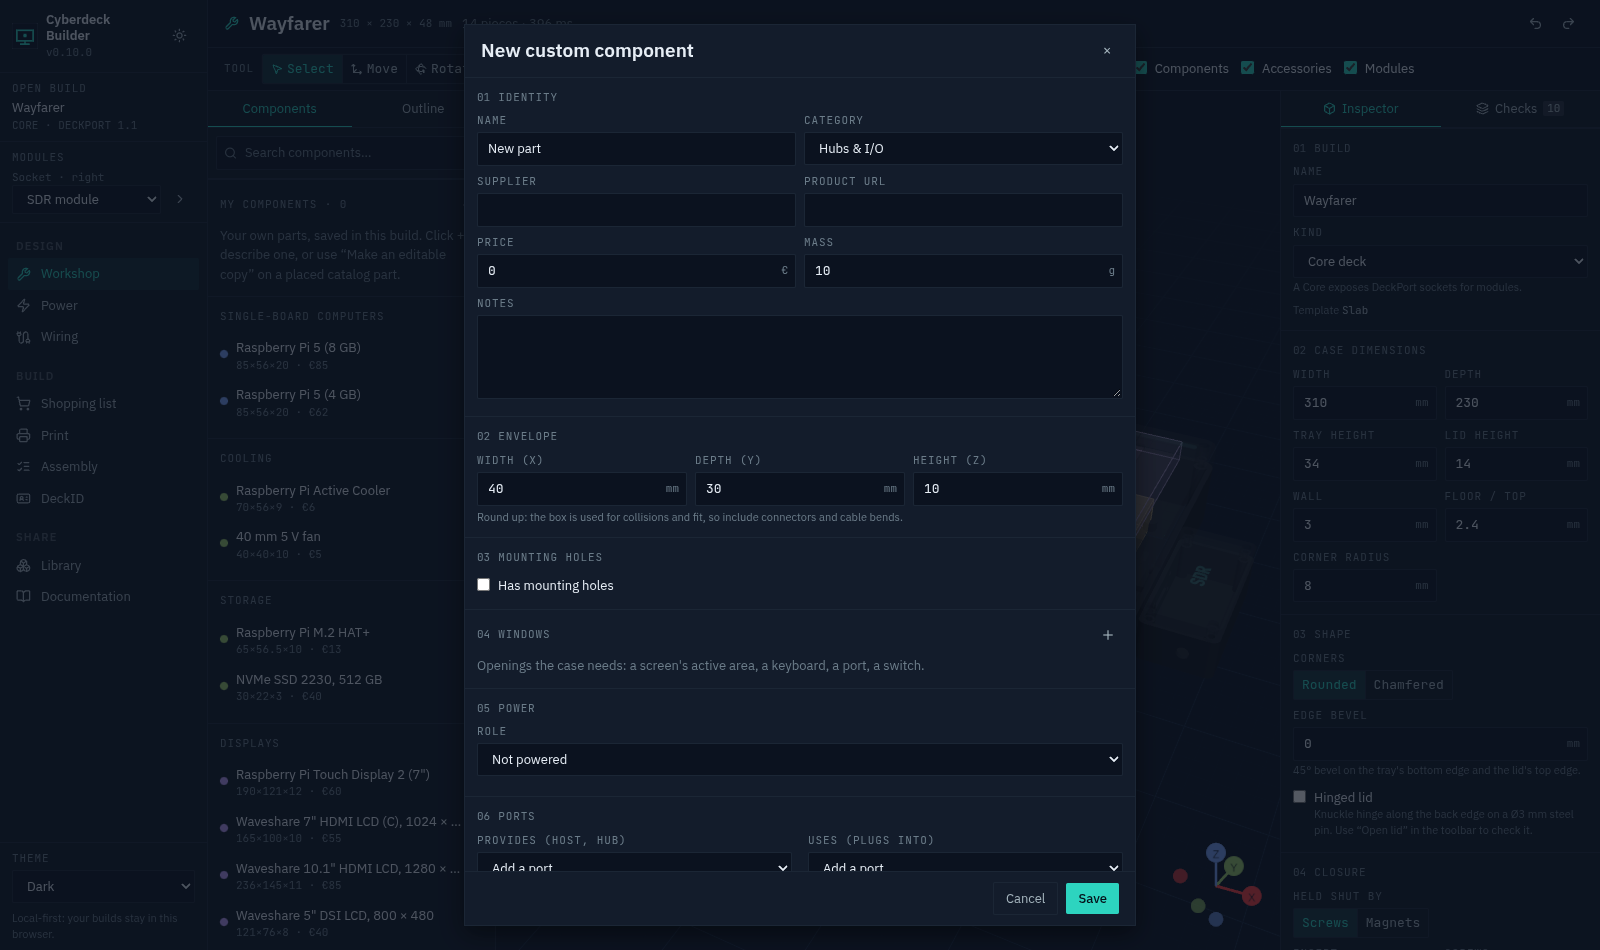 Cyberdeck
Builder
v0.10.0
OPEN BUILD
Wayfarer
CORE · DECKPORT 1.1
MODULES
Socket · right
SDR module
DESIGN
Workshop
Power
Wiring
BUILD
Shopping list
Print
Assembly
DeckID
SHARE
Library
Documentation
THEME
Dark
Local-first: your builds stay in this
browser.
Wayfarer 310 × 230 × 48 mm 14 pieces · 306 ms
TOOL Select Move
Components Accessories Modules
Components Outline
Search components...
MY COMPONENTS · 0
Your own parts, saved in this build. Click +
describe one, or use "Make an editable
copy" on a placed catalog part.
SINGLE-BOARD COMPUTERS
Raspberry Pi 5 (8 GB)
85×56×20 · €85
Raspberry Pi 5 (4 GB)
85×56×20 · €62
COOLING
Raspberry Pi Active Cooler
70×56×9 · €6
40 mm 5 V fan
40×40×10 · €5
STORAGE
Raspberry Pi M.2 HAT+
65×56.5×10 · €13
NVMe SSD 2230, 512 GB
30×22×3 · €40
DISPLAYS
Raspberry Pi Touch Display 2 (7")
190×121×12 · €60
Waveshare 7" HDMI LCD (C), 1024 × ...
165×100×10 · €55
Waveshare 10.1" HDMI LCD, 1280 × ...
236×145×11 · €85
Waveshare 5" DSI LCD, 800 × 480
121×76×8 · €40
New custom component
×
01 IDENTITY
NAME CATEGORY
New part Hubs & I/O
SUPPLIER PRODUCT URL
PRICE MASS
0 € 10 g
NOTES
02 ENVELOPE
WIDTH (X) DEPTH (Y) HEIGHT (Z)
40 mm 30 mm 10 mm
Round up: the box is used for collisions and fit, so include connectors and cable bends.
03 MOUNTING HOLES
Has mounting holes
04 WINDOWS
Openings the case needs: a screen's active area, a keyboard, a port, a switch.
05 POWER
ROLE
Not powered
06 PORTS
PROVIDES (HOST, HUB) USES (PLUGS INTO)
Add a port Add a port
Cancel Save
SDR
Z
Y
X
Inspector Checks 10
01 BUILD
NAME
Wayfarer
KIND
Core deck
A Core exposes DeckPort sockets for modules.
Template Slab
02 CASE DIMENSIONS
WIDTH DEPTH
310 mm 230 mm
TRAY HEIGHT LID HEIGHT
34 mm 14 mm
WALL FLOOR / TOP
3 mm 2.4 mm
CORNER RADIUS
8 mm
03 SHAPE
CORNERS
Rounded Chamfered
EDGE BEVEL
0 mm
45° bevel on the tray's bottom edge and the lid's top edge.
Hinged lid
Knuckle hinge along the back edge on a Ø3 mm steel
pin. Use "Open lid" in the toolbar to check it.
04 CLOSURE
HELD SHUT BY
Screws Magnets